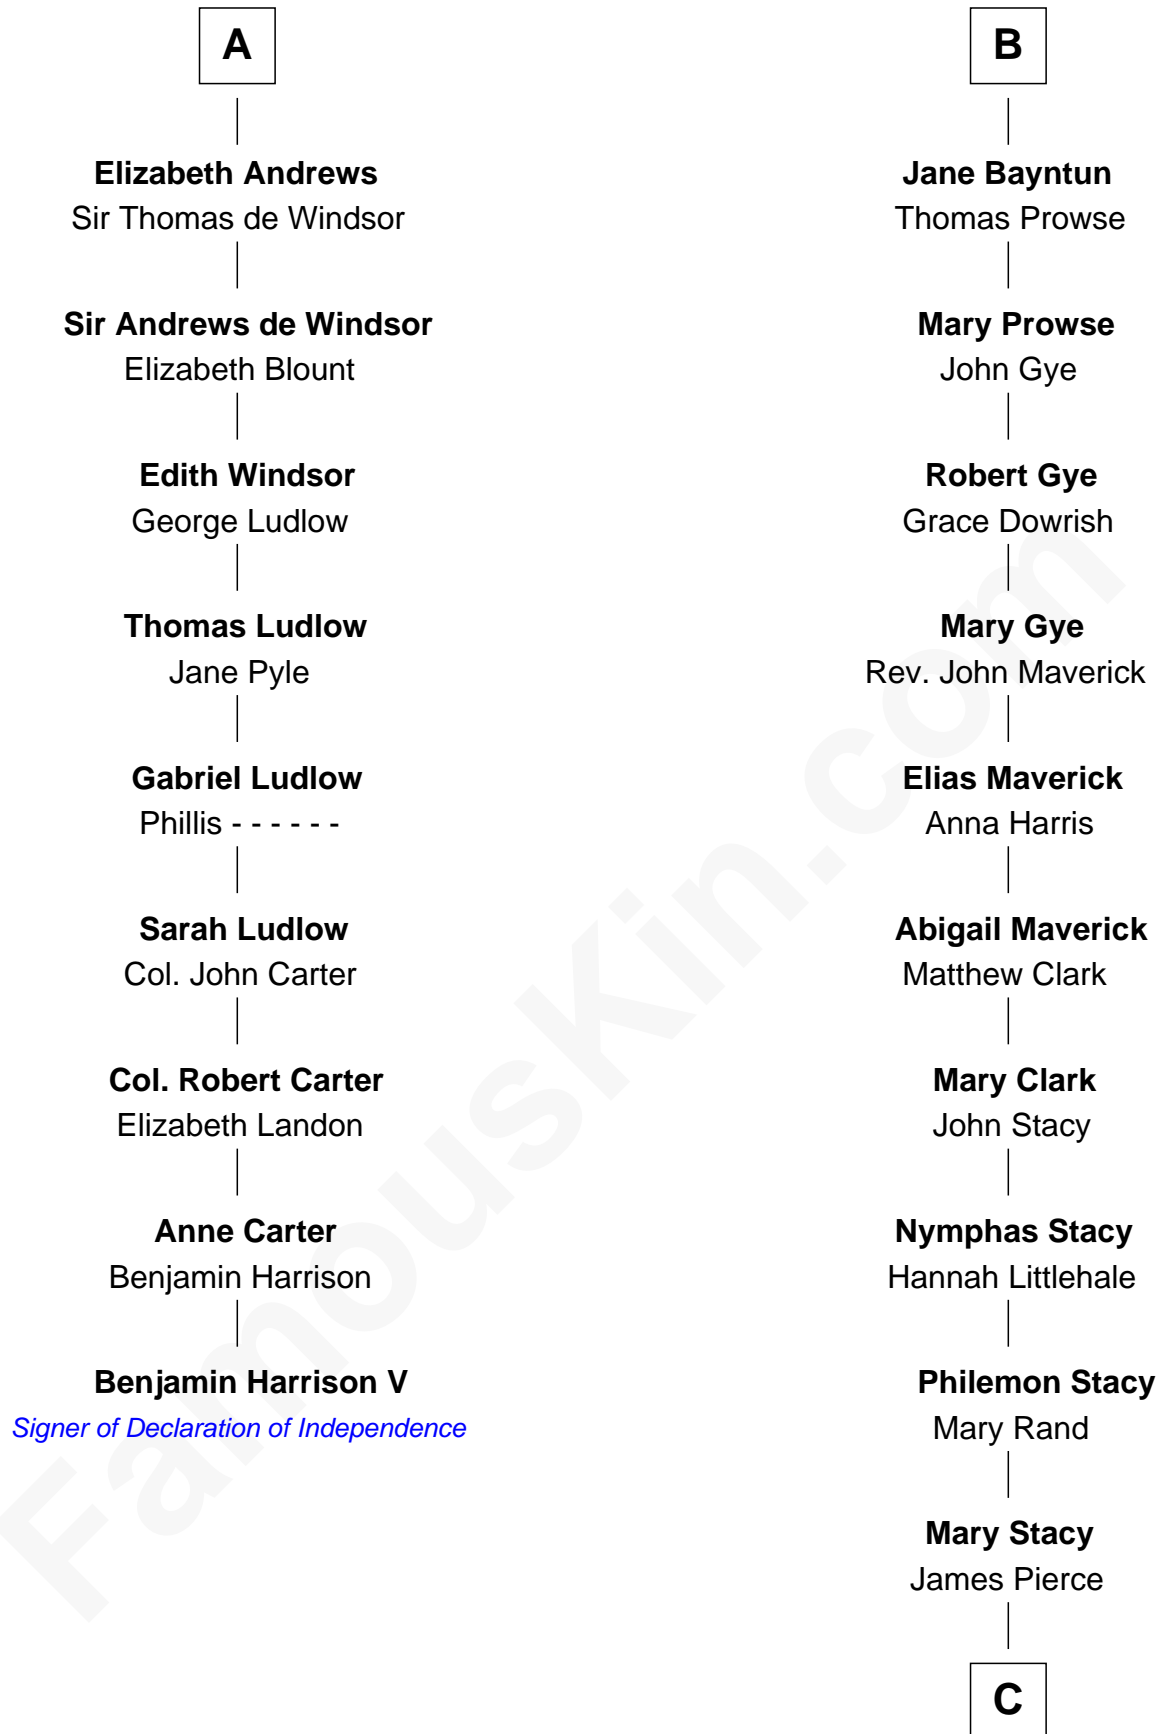 A
Elizabeth Andrews
Sir Thomas de Windsor
Sir Andrews de Windsor
Elizabeth Blount
Edith Windsor
George Ludlow
Thomas Ludlow
Jane Pyle
Gabriel Ludlow
Phillis - - - - - -
Sarah Ludlow
Col. John Carter
Col. Robert Carter
Elizabeth Landon
Anne Carter
Benjamin Harrison
Benjamin Harrison V
Signer of Declaration of Independence
B
Jane Bayntun
Thomas Prowse
Mary Prowse
John Gye
Robert Gye
Grace Dowrish
Mary Gye
Rev. John Maverick
Elias Maverick
Anna Harris
Abigail Maverick
Matthew Clark
Mary Clark
John Stacy
Nymphas Stacy
Hannah Littlehale
Philemon Stacy
Mary Rand
Mary Stacy
James Pierce
C
FamousKin.com